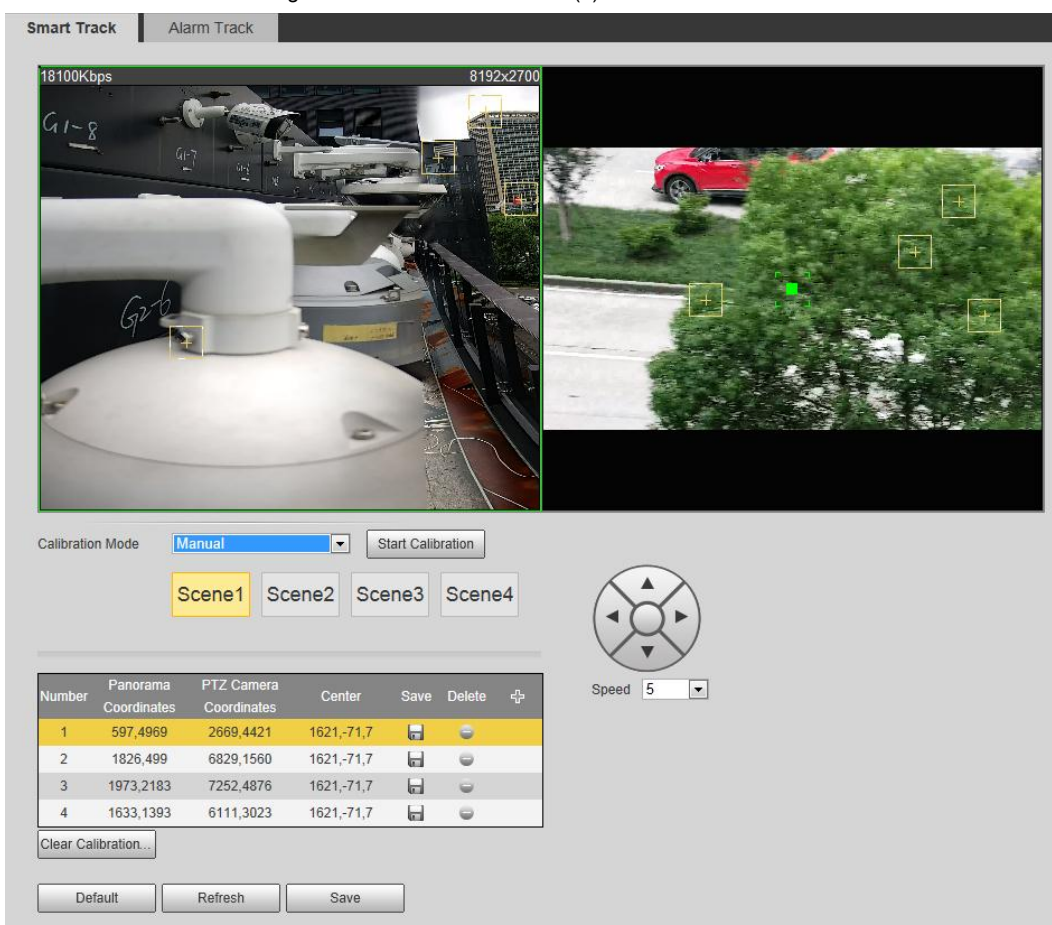 Smart Track Alarm Track
18100Kbps 8192x2700
G1-8
G1-7
G2-6
Calibration Mode Manual Start Calibration
Scene1 Scene2 Scene3 Scene4
Speed 5
Number Panorama Coordinates PTZ Camera Coordinates Center Save Delete
1 597,4969 2669,4421 1621,-71,7
2 1826,499 6829,1560 1621,-71,7
3 1973,2183 7252,4876 1621,-71,7
4 1633,1393 6111,3023 1621,-71,7
Clear Calibration...
Default Refresh Save